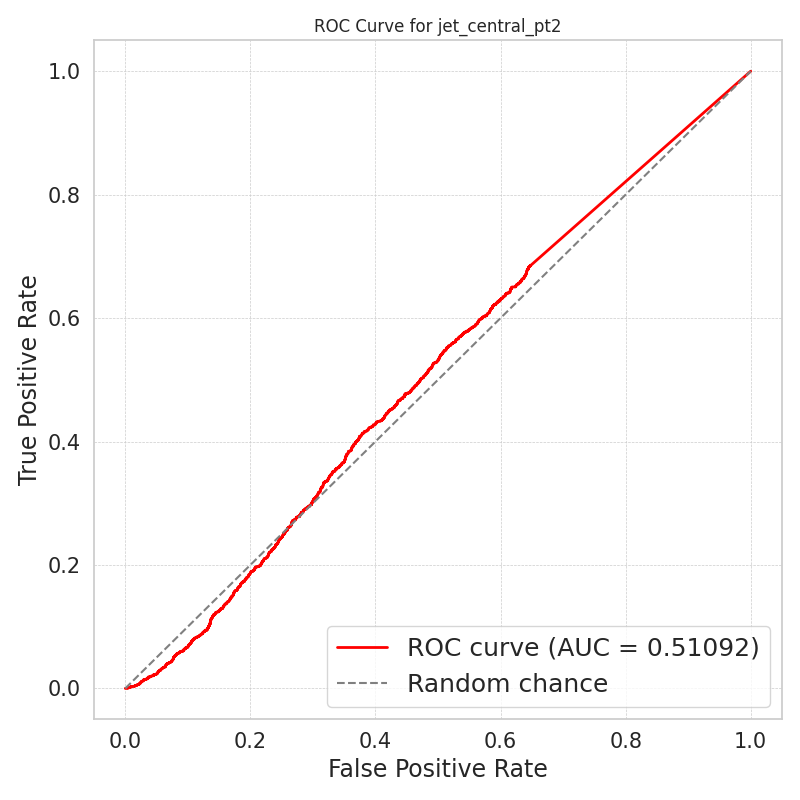 ROC Curve for jet_central_pt2
True Positive Rate
1.0
0.8
0.6
0.4
0.2
0.0
ROC curve (AUC = 0.51092)
Random chance
0.0 0.2 0.4 0.6 0.8 1.0
False Positive Rate